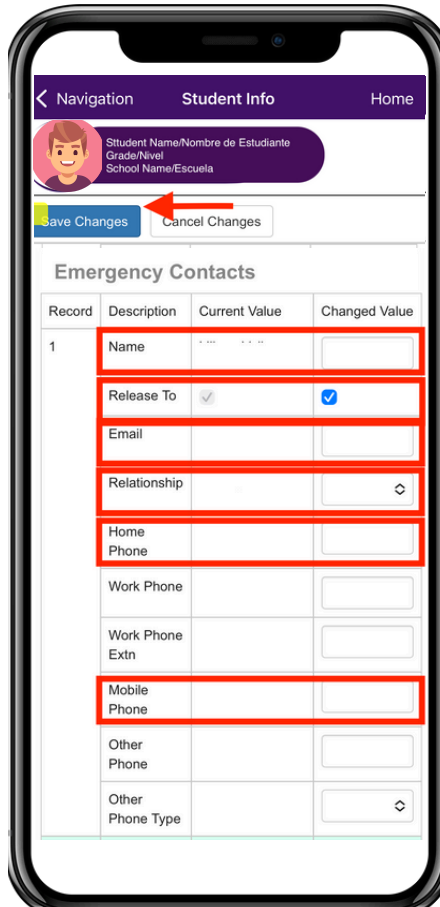 Navigation Student Info Home
Sttudent Name/Nombre de Estudiante
Grade/Nivel
School Name/Escuela
Save Changes Cancel Changes
Emergency Contacts
Record Description Current Value Changed Value
1 Name
Release To
Email
Relationship
Home
Phone
Work Phone
Work Phone
Extn
Mobile
Phone
Other
Phone
Other
Phone Type